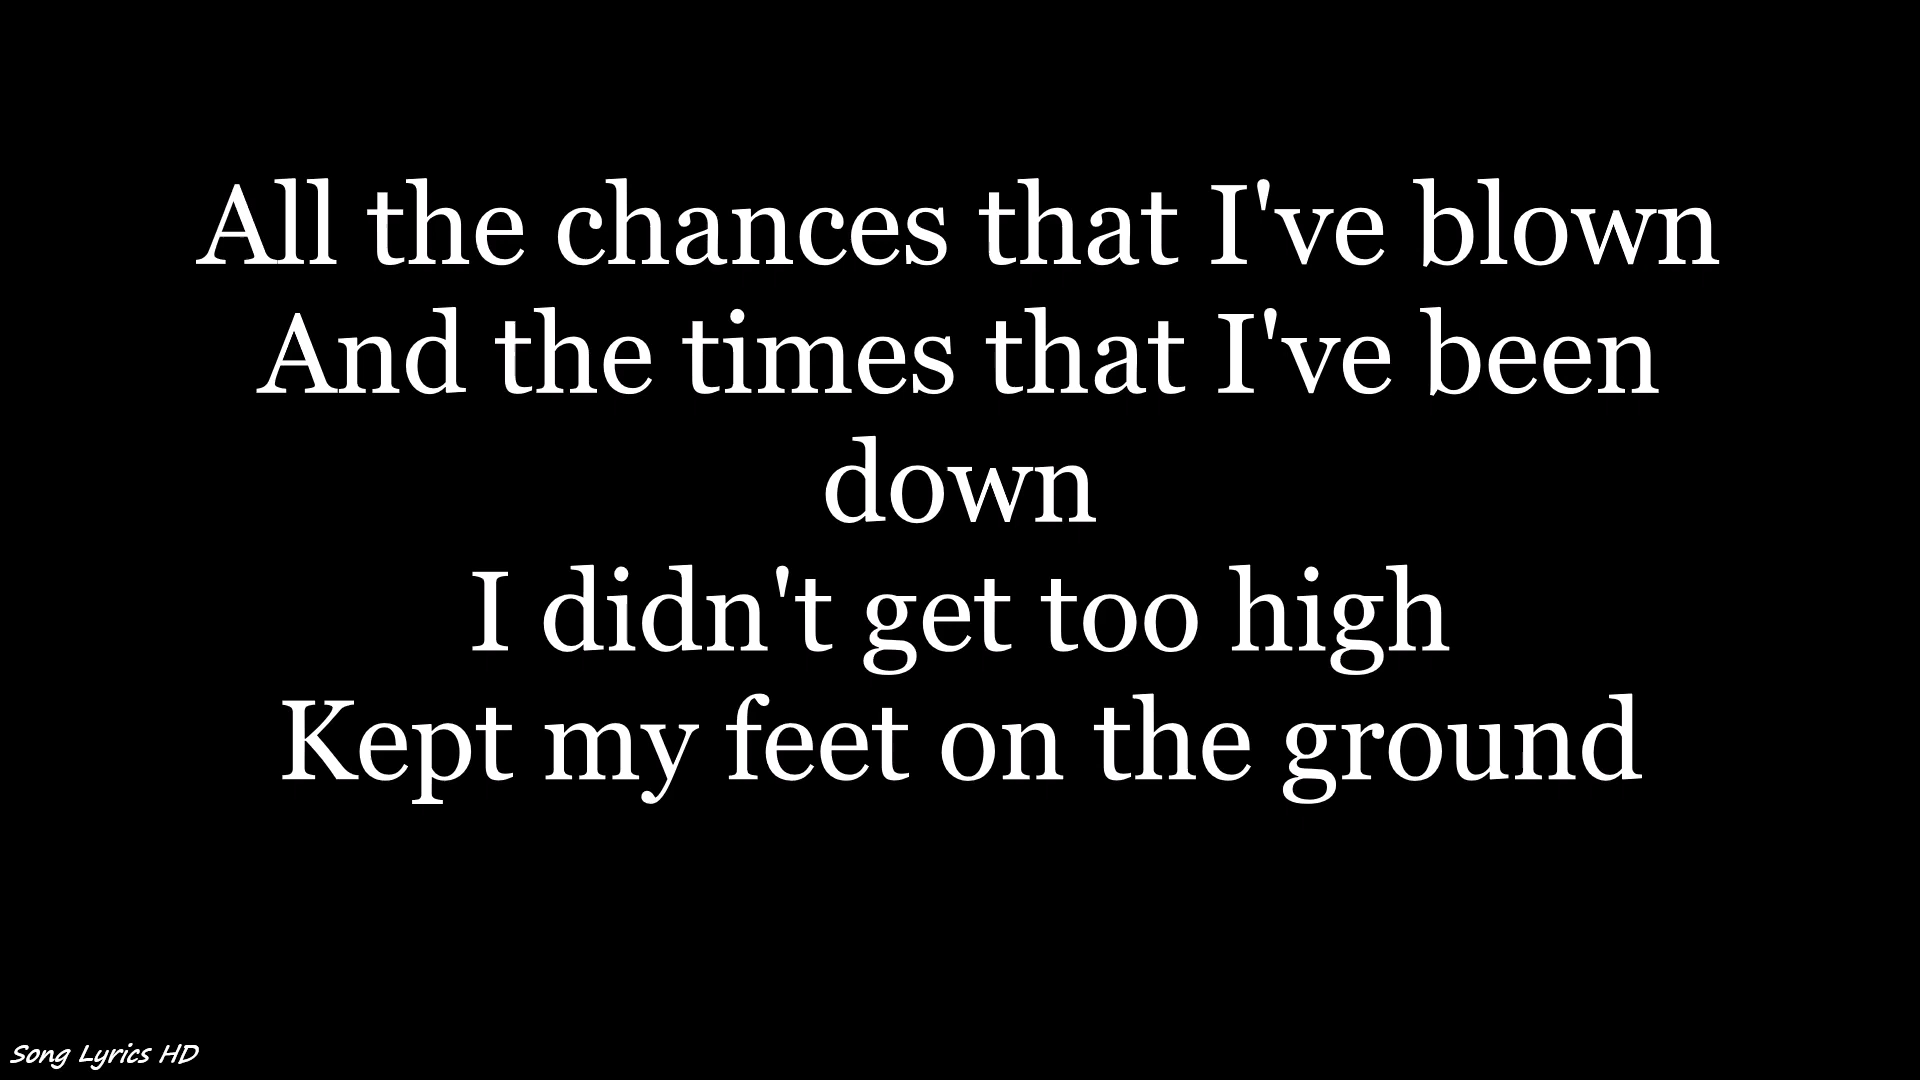 All the chances that I've blown
And the times that I've been
down
I didn't get too high
Kept my feet on the ground
Song Lyrics HD